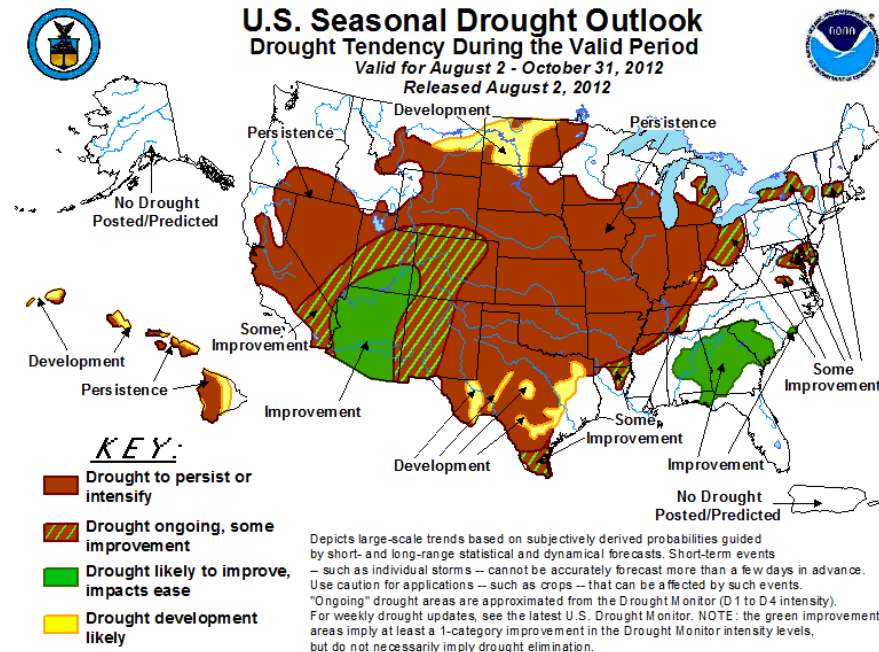 U.S. Seasonal Drought Outlook
Drought Tendency During the Valid Period
Valid for August 2 - October 31, 2012
Released August 2, 2012
noaa
Development
Persistence
Persistence
No Drought
Posted/Predicted
Some
Improvement
Development
Persistence
Improvement
Some
Improvement
Some
Improvement
Development
Improvement
No Drought
Posted/Predicted
KEY:
Drought to persist or
intensify
Drought ongoing, some
improvement
Drought likely to improve,
impacts ease
Drought development
likely
Depicts large-scale trends based on subjectively derived probabilities guided
by short- and long-range statistical and dynamical forecasts. Short-term events
-- such as individual storms -- cannot be accurately forecast more than a few days in advance.
Use caution for applications -- such as crops -- that can be affected by such events.
"Ongoing" drought areas are approximated from the Drought Monitor (D1 to D4 intensity).
For weekly drought updates, see the latest U.S. Drought Monitor. NOTE: the green improvement
areas imply at least a 1-category improvement in the Drought Monitor intensity levels,
but do not necessarily imply drought elimination.